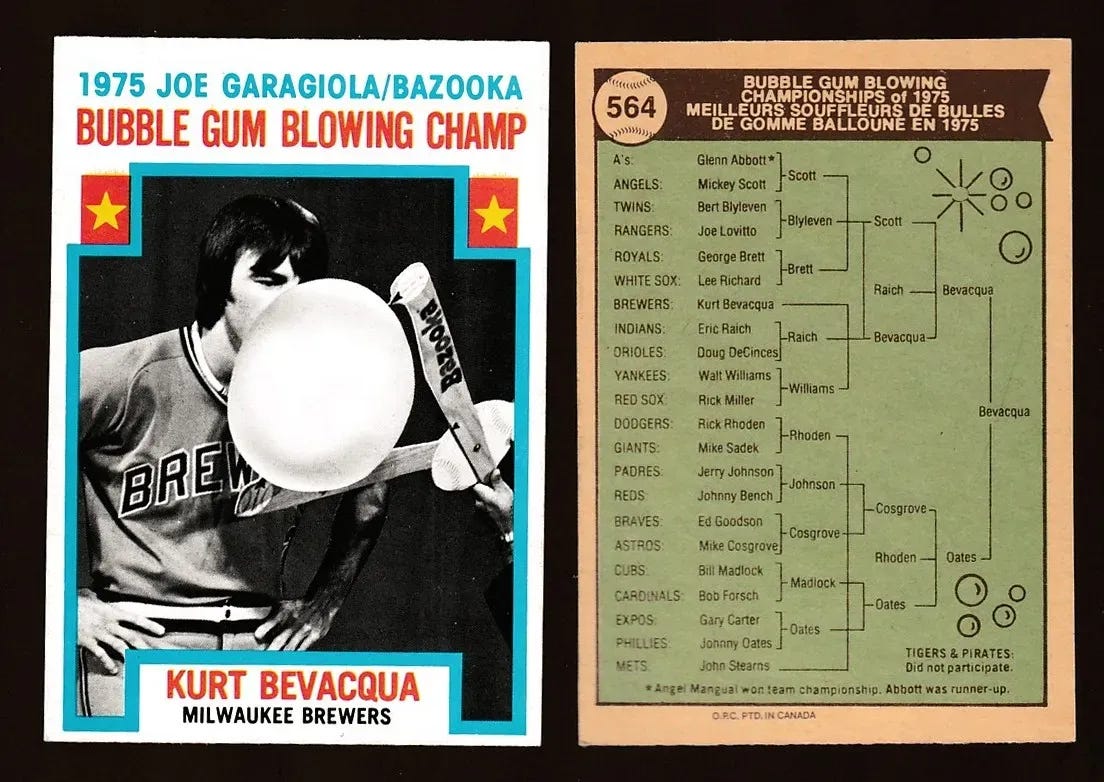 1975 JOE GARAGIOLA/BAZOOKA
BUBBLE GUM BLOWING CHAMP
Bazooka
BREW
KURT BEVACQUA
MILWAUKEE BREWERS
564
BUBBLE GUM BLOWING
CHAMPIONSHIPS of 1975
MEILLEURS SOUFFLEURS DE BULLES
DE GOMME BALLOUNE EN 1975
A's: Glenn Abbott*
Scott
ANGELS: Mickey Scott
TWINS: Bert Blyleven
Blyleven Scott
RANGERS: Joe Lovitto
ROYALS: George Brett
Brett
WHITE SOX: Lee Richard
Raich Bevacqua
BREWERS: Kurt Bevacqua
INDIANS: Eric Raich
Raich Bevacqua
ORIOLES: Doug DeCinces
YANKEES: Walt Williams
Williams
RED SOX: Rick Miller
Bevacqua
DODGERS: Rick Rhoden
Rhoden
GIANTS: Mike Sadek
PADRES: Jerry Johnson
Johnson
REDS: Johnny Bench
Cosgrove
BRAVES: Ed Goodson
Cosgrove
ASTROS: Mike Cosgrove
Rhoden Oates
CUBS: Bill Madlock
Madlock
CARDINALS: Bob Forsch
Oates
EXPOS: Gary Carter
Oates
PHILLIES: Johnny Oates
METS: John Stearns
TIGERS & PIRATES:
Did not participate.
*Angel Mangual won team championship. Abbott was runner-up.
O.P.C. PTD. IN CANADA